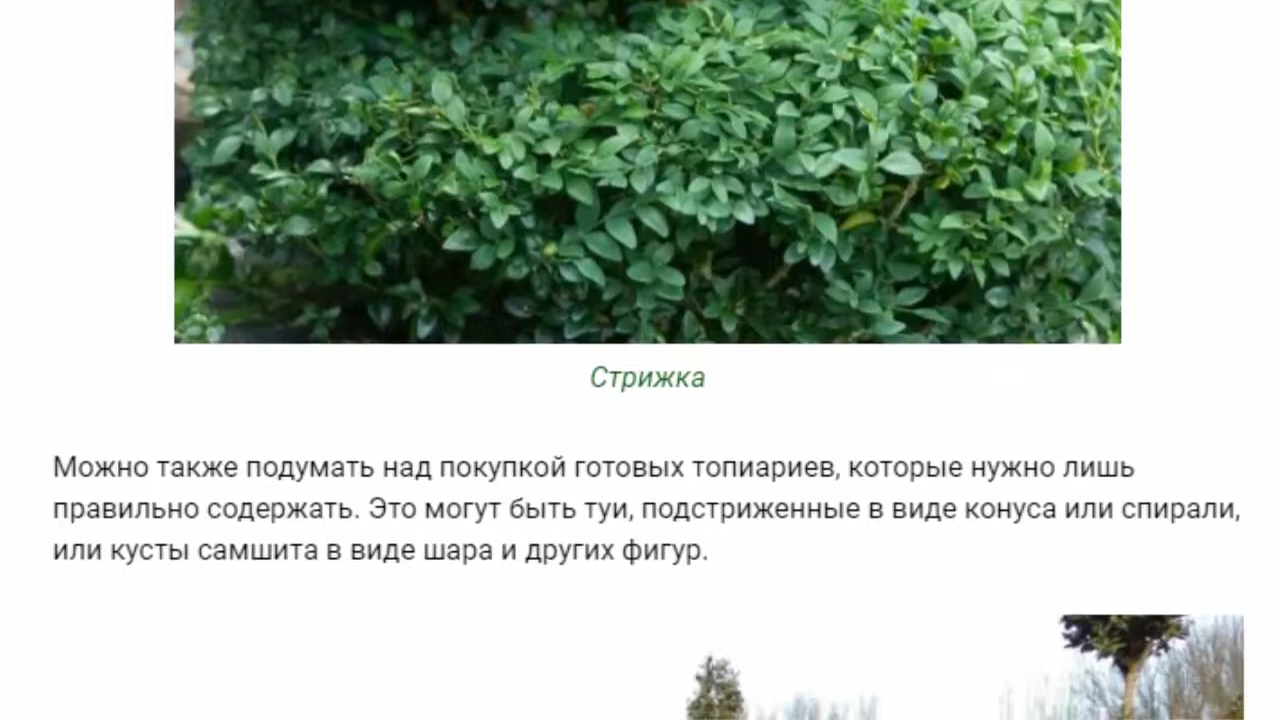 Стрижка
Можно также подумать над покупкой готовых топиариев, которые нужно лишь
правильно содержать. Это могут быть туи, подстриженные в виде конуса или спирали,
или кусты самшита в виде шара и других фигур.